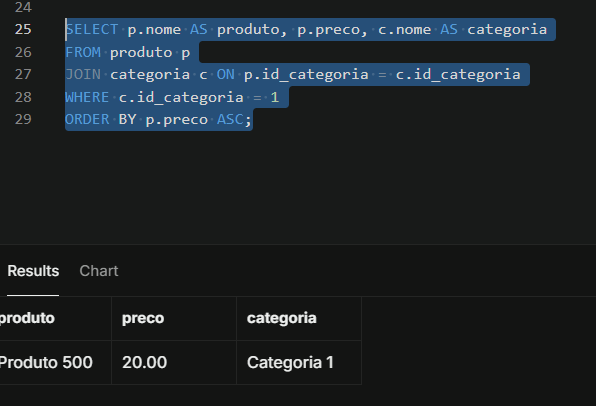 24
25 SELECT p.nome AS produto, p.preco, c.nome AS categoria
26 FROM produto p
27 JOIN categoria c ON p.id_categoria = c.id_categoria
28 WHERE c.id_categoria = 1
29 ORDER BY p.preco ASC;
Results Chart
produto preco categoria
Produto 500 20.00 Categoria 1